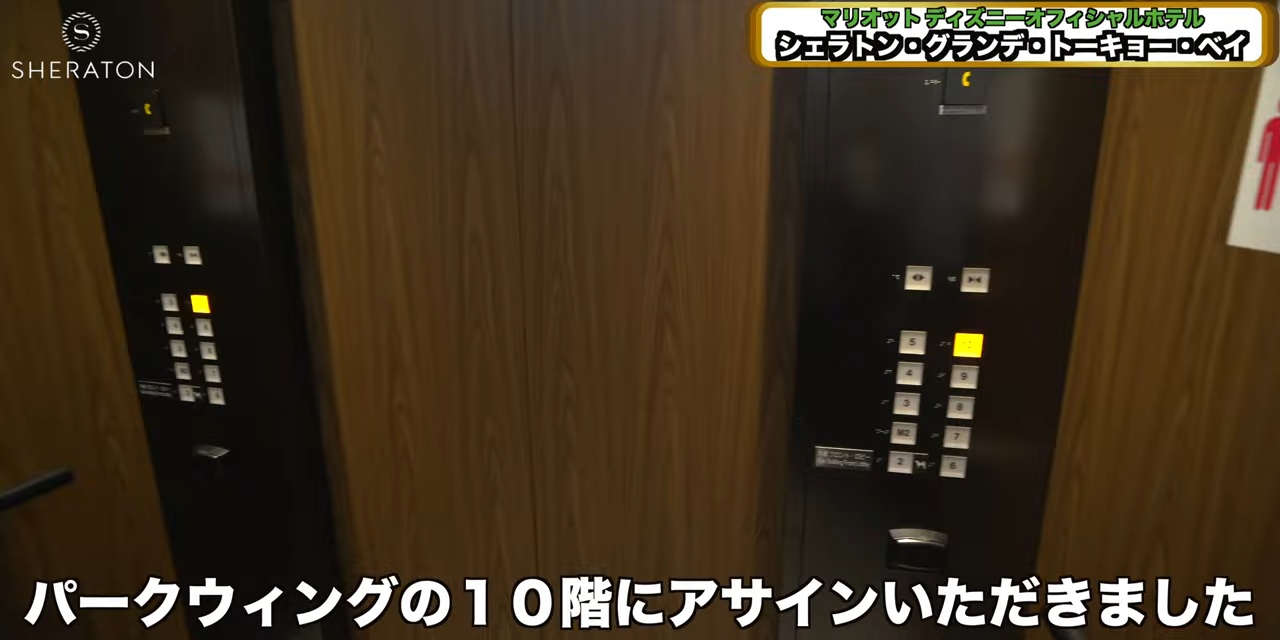 SHERATON
マリオット ディズニーオフィシャルホテル
シェラトン・グランデ・トーキョー・ベイ
5
4 9
3 8
M2 7
2 6
パークウィングの１０階にアサインいただきました